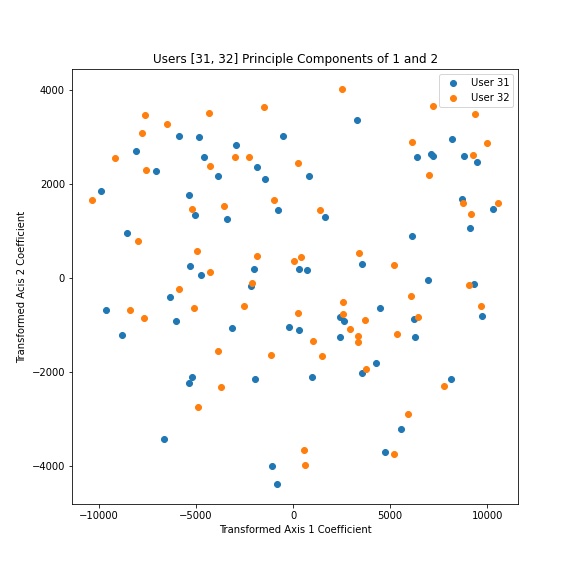 Users [31, 32] Principle Components of 1 and 2
User 31
User 32
4000
2000
0
−2000
−4000
Transformed Acis 2 Coefficient
−10000 −5000 0 5000 10000
Transformed Axis 1 Coefficient